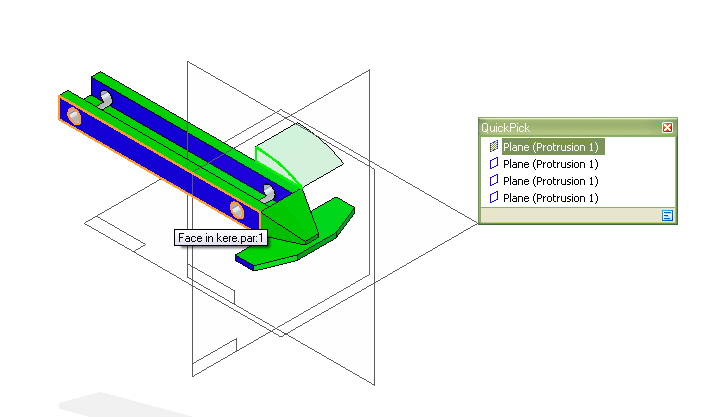 QuickPick
Plane (Protrusion 1)
Plane (Protrusion 1)
Plane (Protrusion 1)
Plane (Protrusion 1)
Face in kere.par:1